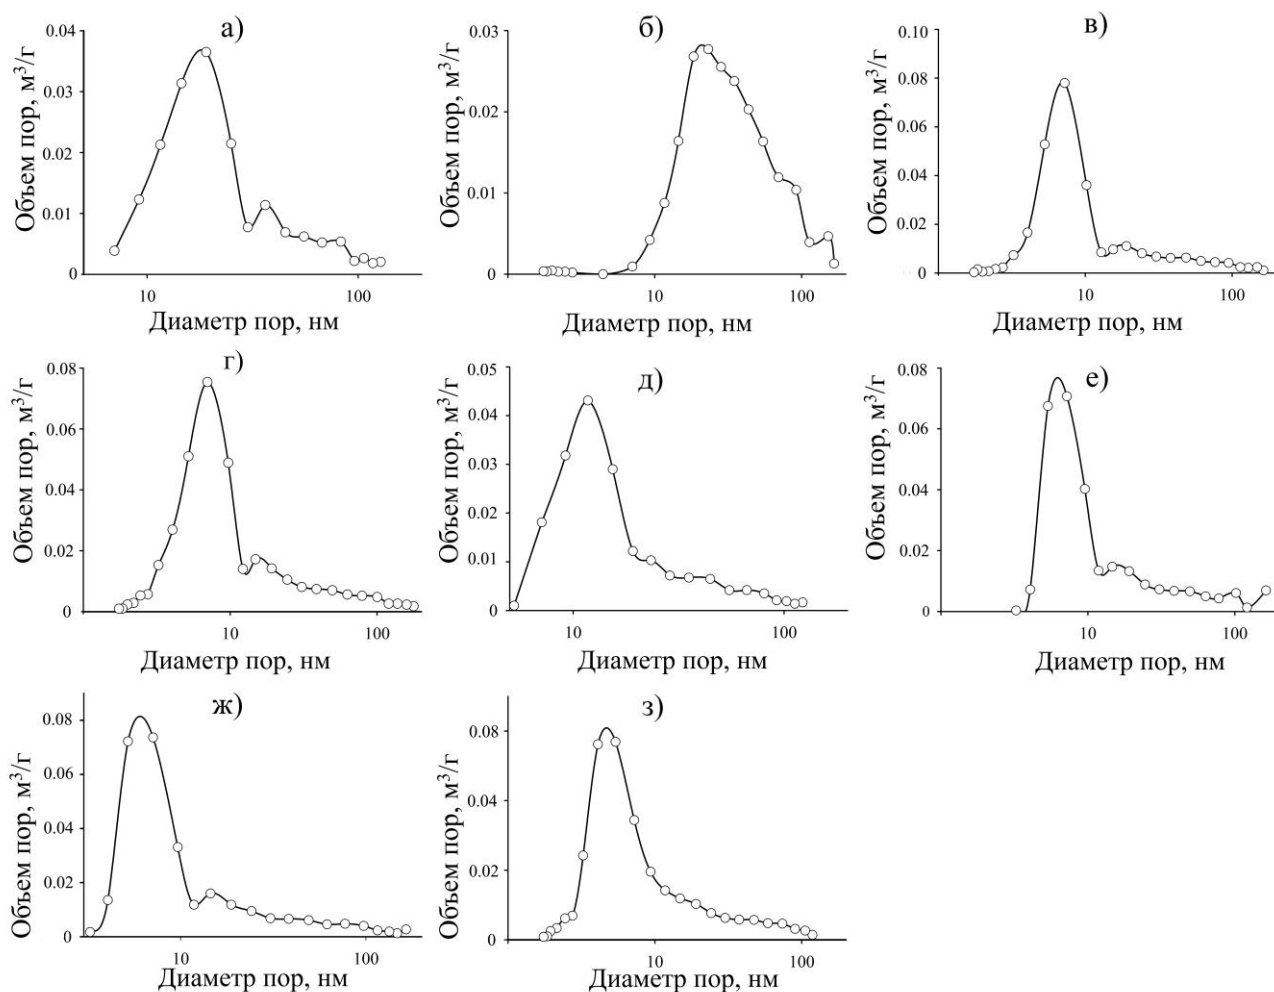 а)
Объем пор, м³/г
0.04
0.03
0.02
0.01
0
10
100
Диаметр пор, нм
б)
Объем пор, м³/г
0.03
0.02
0.01
0
10
100
Диаметр пор, нм
в)
Объем пор, м³/г
0.10
0.08
0.06
0.04
0.02
0
10
100
Диаметр пор, нм
г)
Объем пор, м³/г
0.08
0.06
0.04
0.02
0
10
100
Диаметр пор, нм
д)
Объем пор, м³/г
0.05
0.04
0.03
0.02
0.01
0
10
100
Диаметр пор, нм
е)
Объем пор, м³/г
0.08
0.06
0.04
0.02
0
10
100
Диаметр пор, нм
ж)
Объем пор, м³/г
0.08
0.06
0.04
0.02
0
10
100
Диаметр пор, нм
з)
Объем пор, м³/г
0.08
0.04
0.02
0
10
100
Диаметр пор, нм